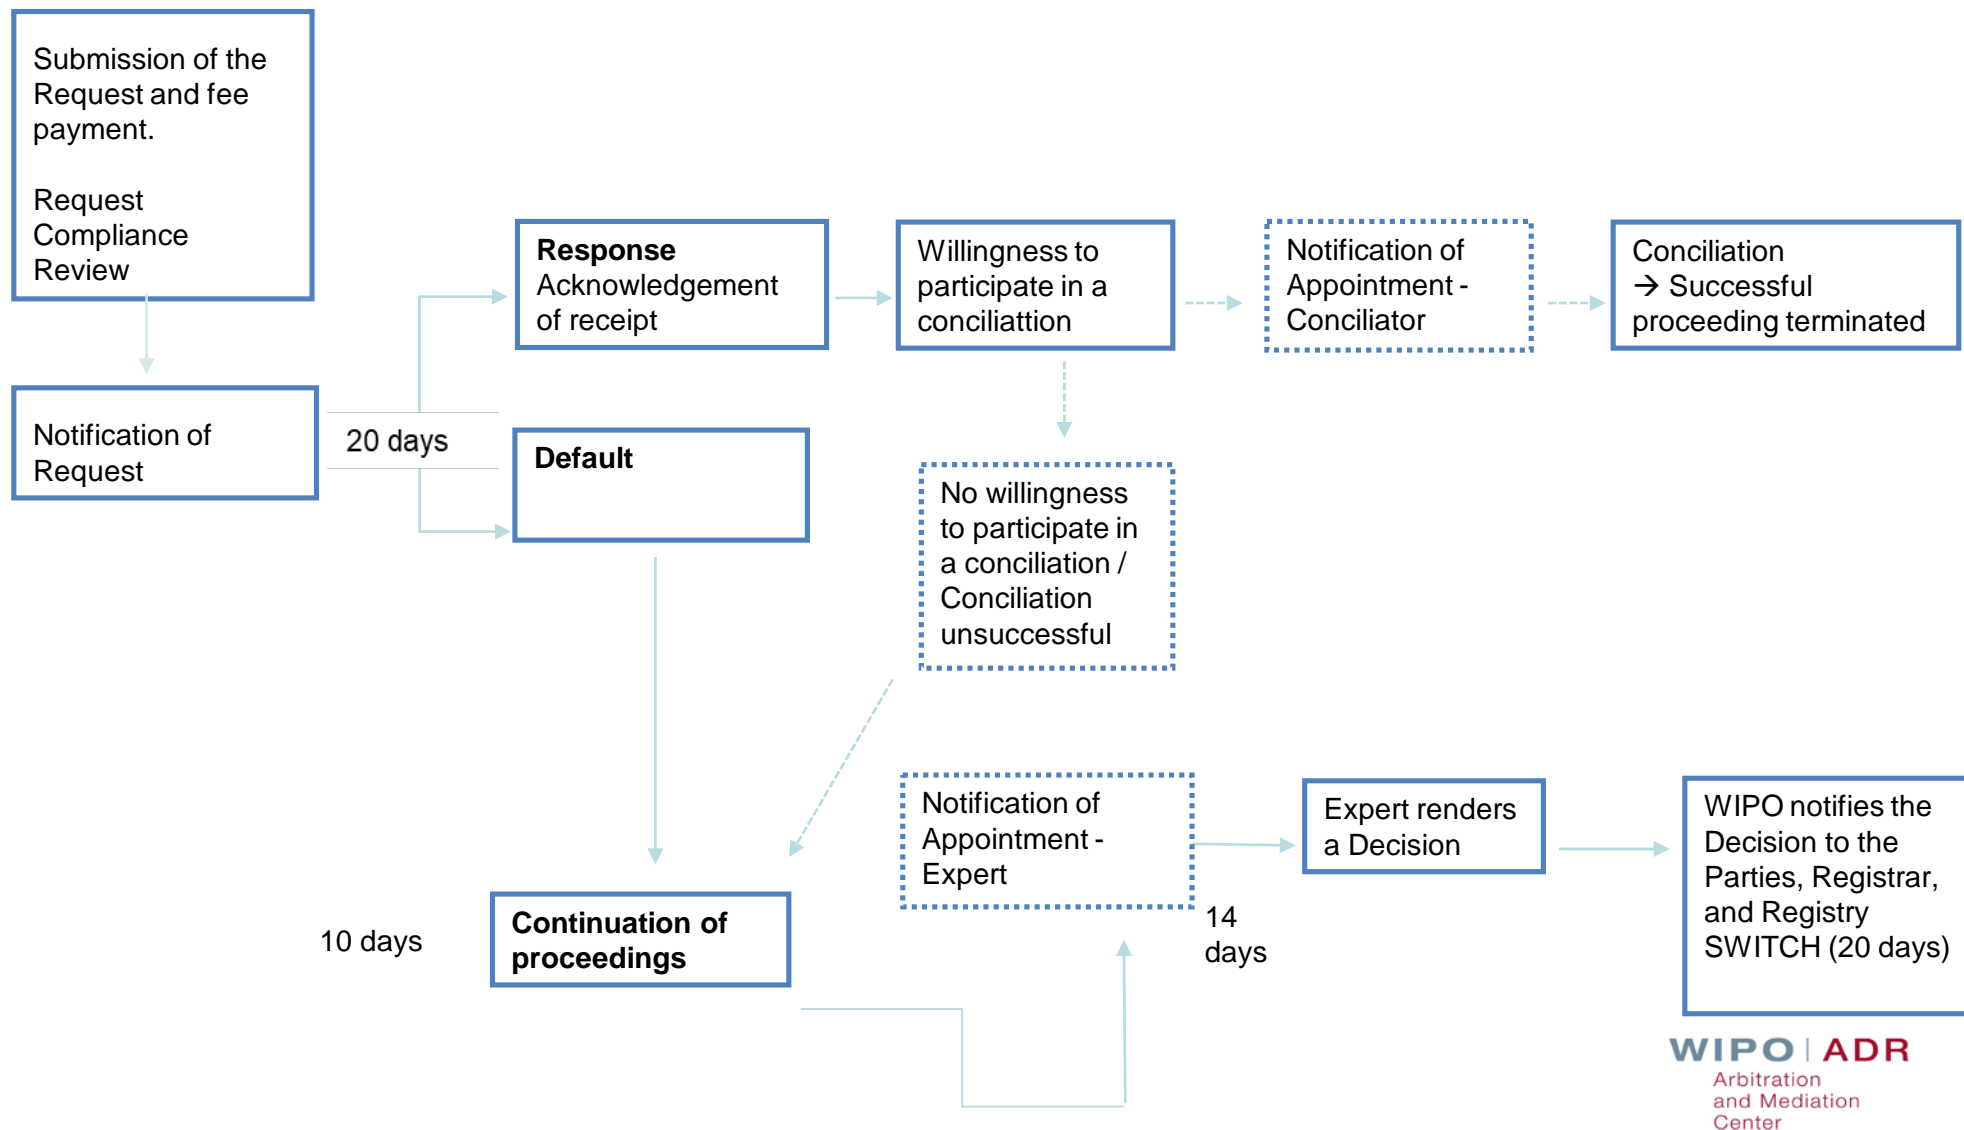 Submission of the
Request and fee
payment.
Request
Compliance
Review
Notification of
Request
20 days
Response
Acknowledgement
of receipt
Default
Willingness to
participate in a
conciliattion
Notification of
Appointment -
Conciliator
Conciliation
→ Successful
proceeding terminated
No willingness
to participate in
a conciliation /
Conciliation
unsuccessful
10 days
Continuation of
proceedings
Notification of
Appointment -
Expert
14
days
Expert renders
a Decision
WIPO notifies the
Decision to the
Parties, Registrar,
and Registry
SWITCH (20 days)
WIPO | ADR
Arbitration
and Mediation
Center